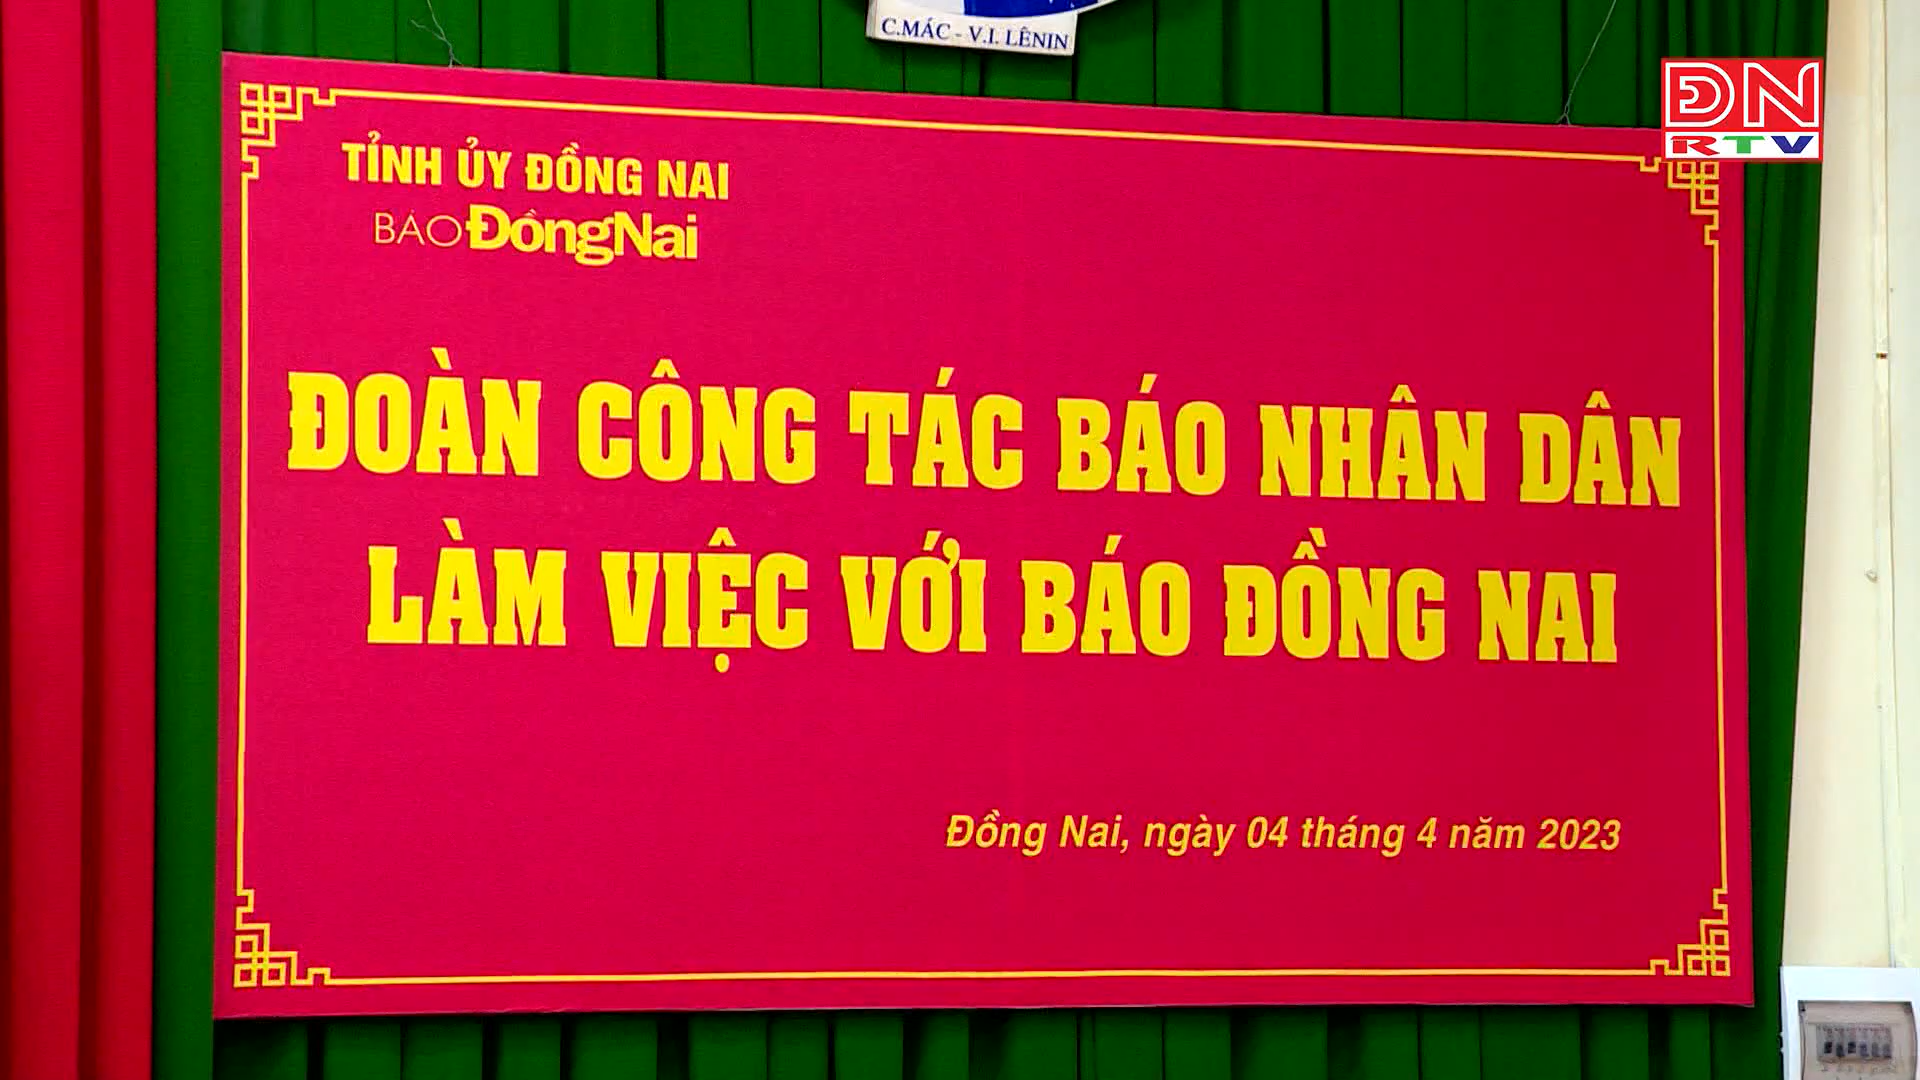 C.MÁC - V.I. LÊNIN
ĐN
RTV
TỈNH ỦY ĐỒNG NAI
BÁO ĐồngNai
ĐOÀN CÔNG TÁC BÁO NHÂN DÂN
LÀM VIỆC VỚI BÁO ĐỒNG NAI
Đồng Nai, ngày 04 tháng 4 năm 2023